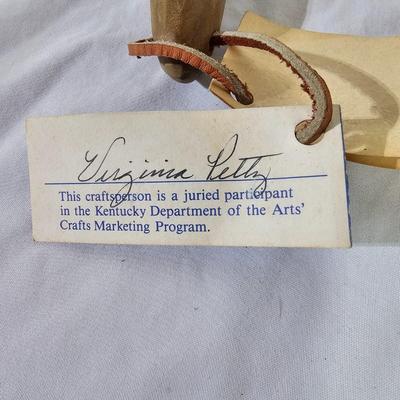 Virginia Petty
This craftsperson is a juried participant
in the Kentucky Department of the Arts'
Crafts Marketing Program.